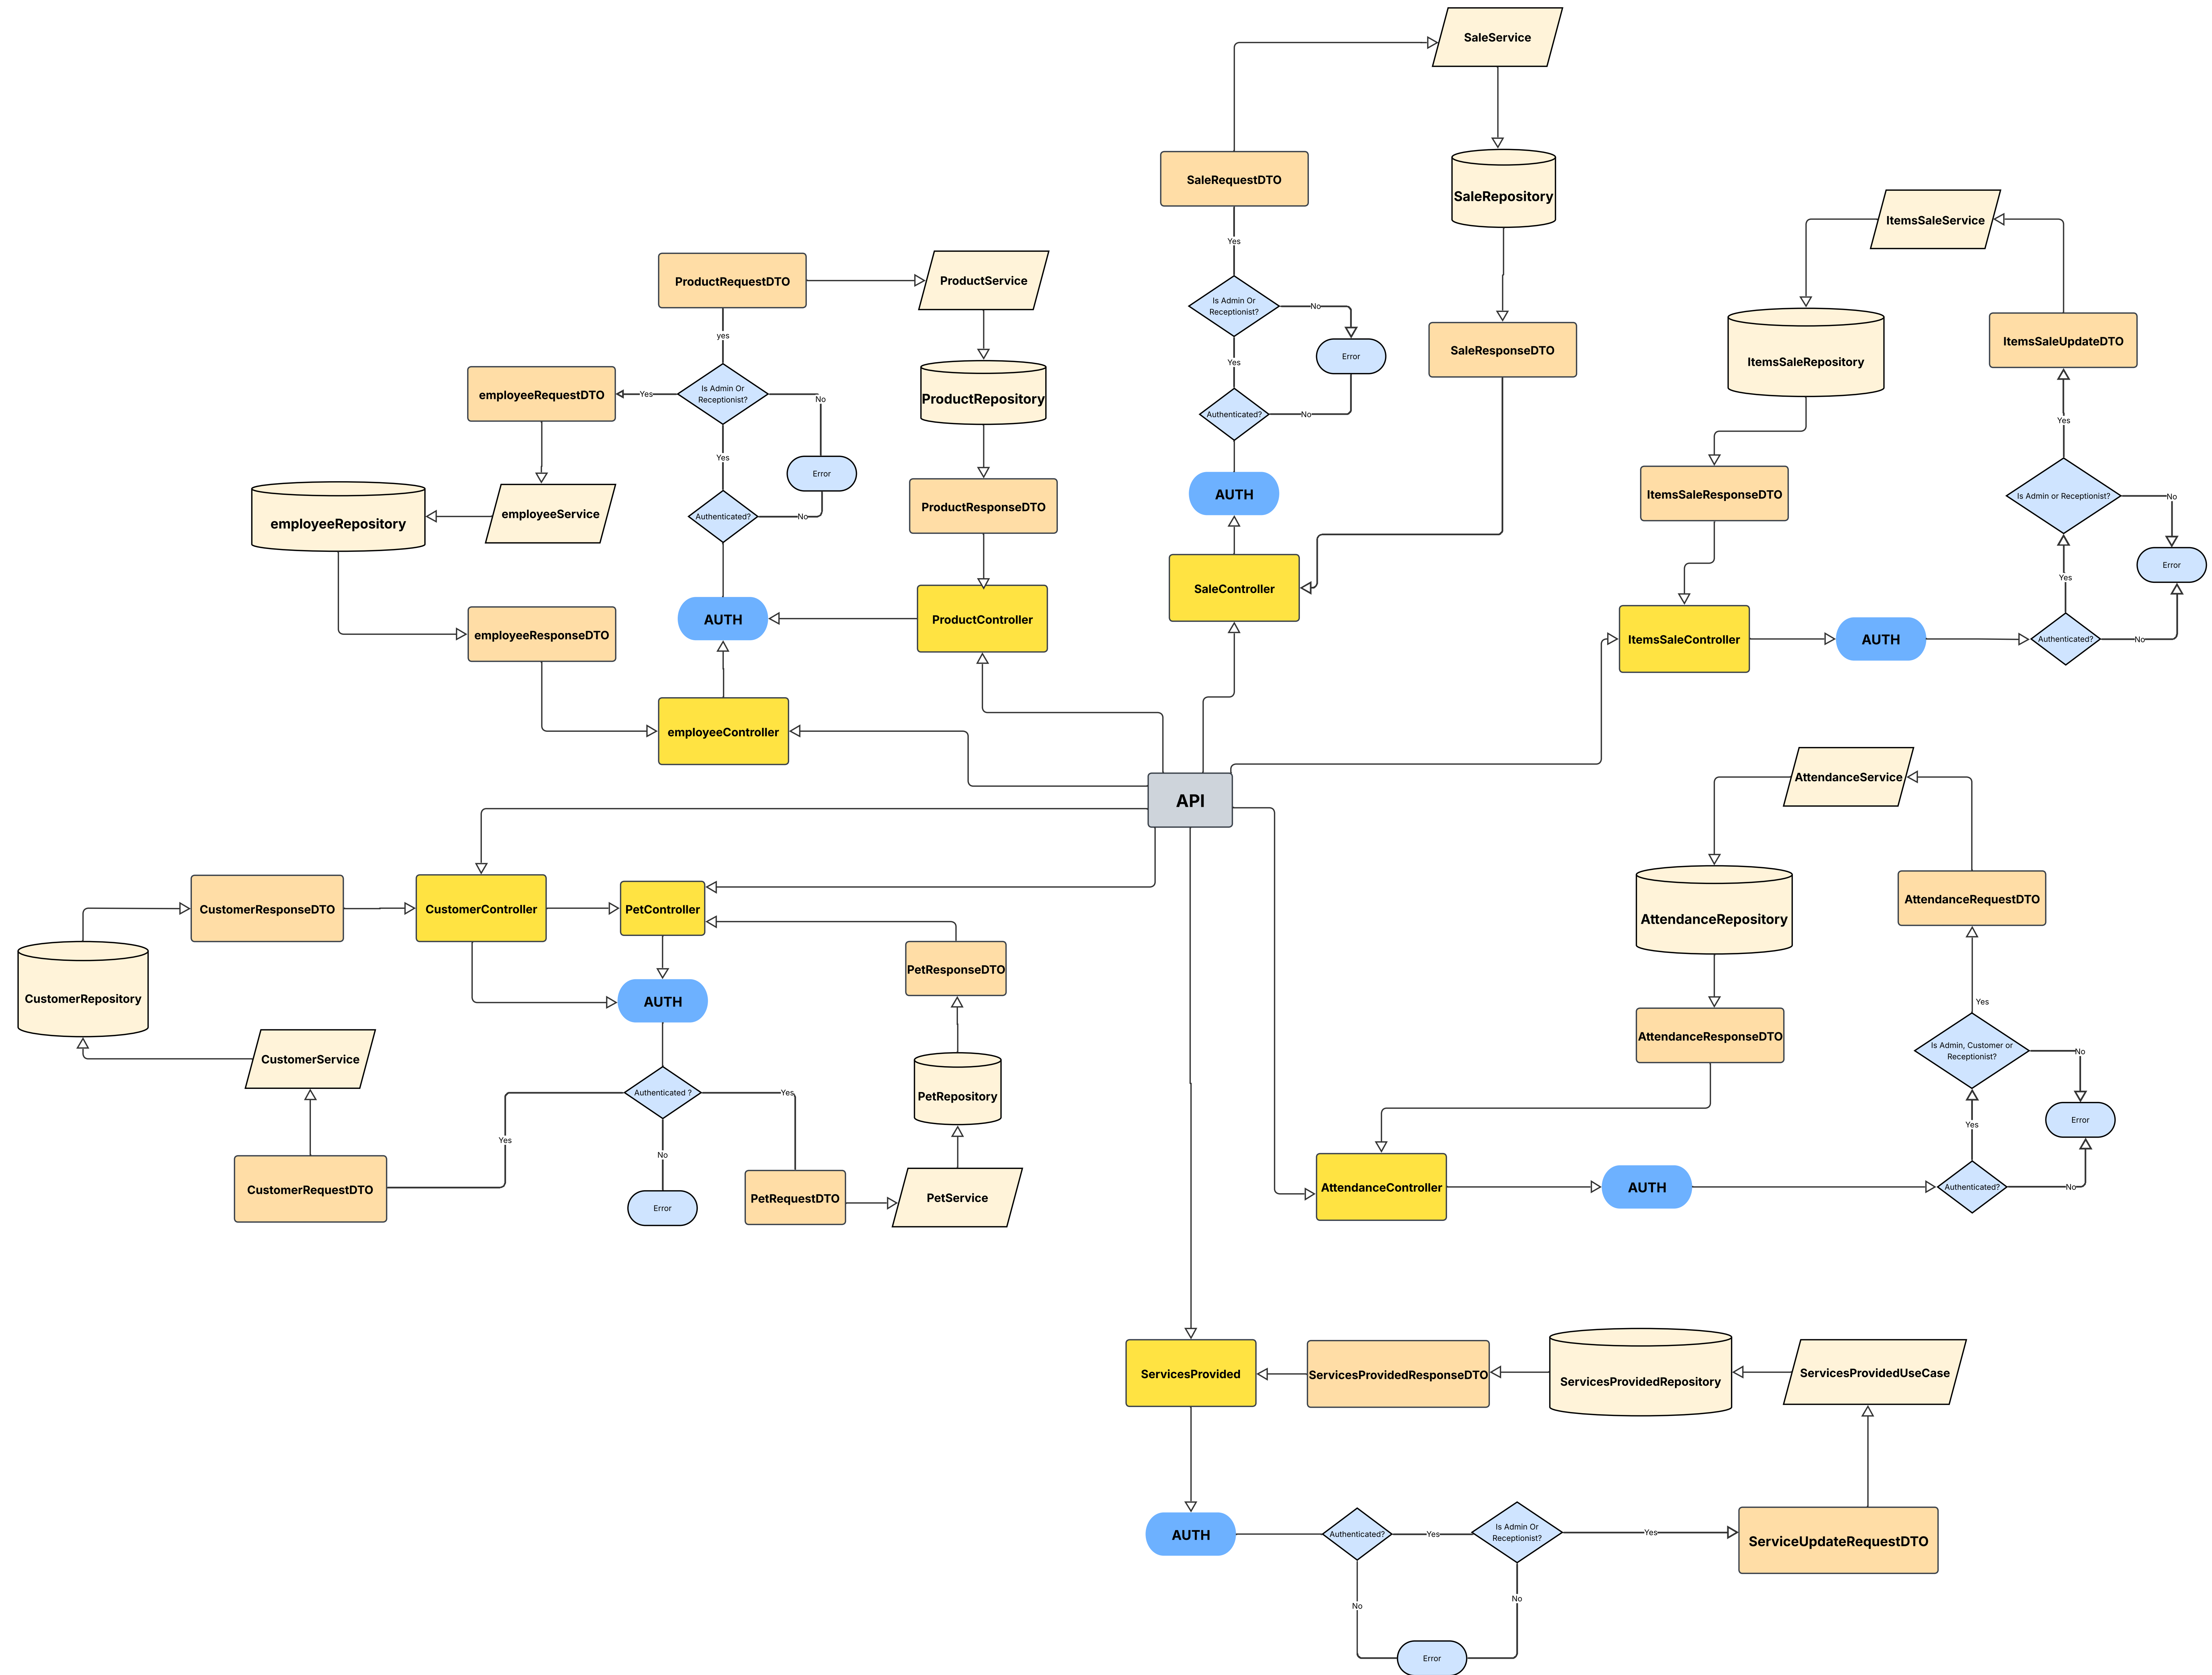 SaleService
SaleRequestDTO
SaleRepository
Yes
Is Admin Or
Receptionist?
No
Error
Yes
Authenticated?
No
SaleResponseDTO
AUTH
SaleController
ItemsSaleService
ItemsSaleRepository
ItemsSaleUpdateDTO
Yes
ItemsSaleResponseDTO
Is Admin or Receptionist?
No
Error
Yes
ItemsSaleController
AUTH
Authenticated?
No
ProductRequestDTO
ProductService
yes
Is Admin Or
Receptionist?
Yes
No
employeeRequestDTO
ProductRepository
Yes
Error
Authenticated?
No
employeeService
employeeRepository
ProductResponseDTO
AUTH
ProductController
employeeResponseDTO
employeeController
API
AttendanceService
AttendanceRepository
AttendanceRequestDTO
Yes
AttendanceResponseDTO
Is Admin, Customer or
Receptionist?
No
Error
Yes
AttendanceController
AUTH
Authenticated?
No
CustomerResponseDTO
CustomerController
PetController
CustomerRepository
AUTH
PetResponseDTO
CustomerService
Authenticated ?
Yes
PetRepository
Yes
No
CustomerRequestDTO
Error
PetRequestDTO
PetService
ServicesProvided
ServicesProvidedResponseDTO
ServicesProvidedRepository
ServicesProvidedUseCase
AUTH
Authenticated?
Yes
Is Admin Or
Receptionist?
Yes
ServiceUpdateRequestDTO
No
No
Error